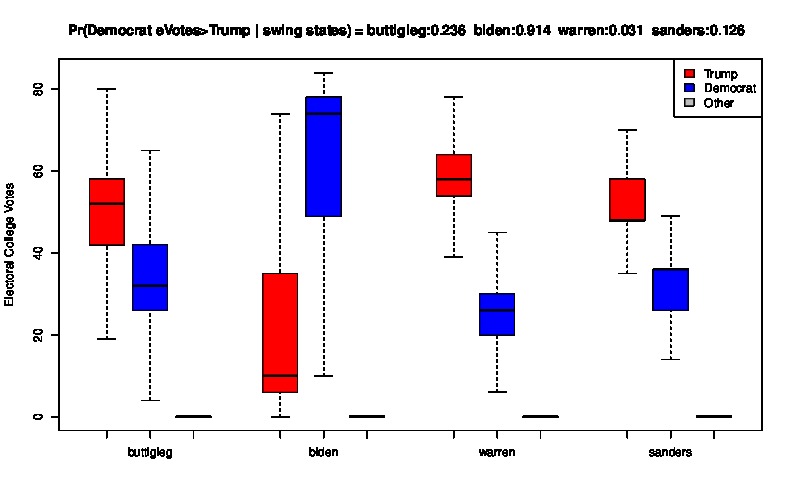 Pr(Democrat eVotes>Trump | swing states) = buttigieg:0.236 biden:0.914 warren:0.031 sanders:0.126
Trump
Democrat
Other
Electoral College Votes
80
60
40
20
0
buttigieg
biden
warren
sanders